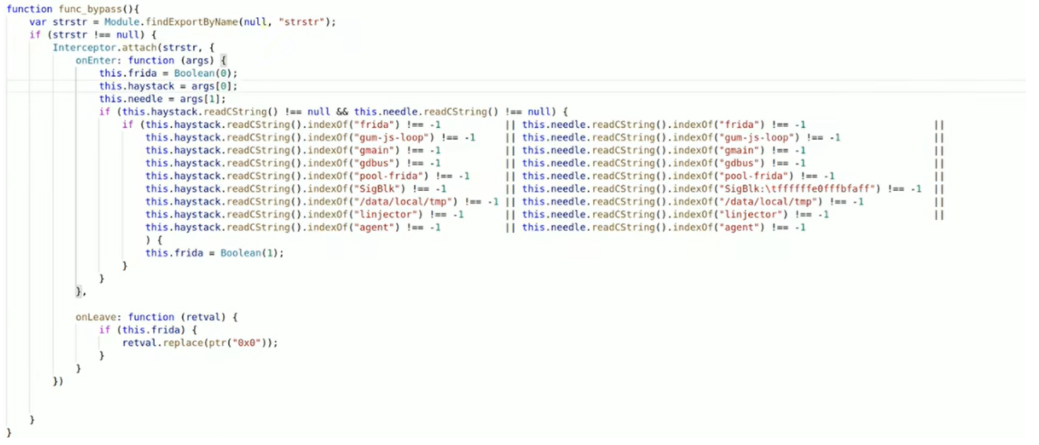 function func_bypass(){
    var strstr = Module.findExportByName(null, "strstr");
    if (strstr !== null) {
        Interceptor.attach(strstr, {
            onEnter: function (args) {
                this.frida = Boolean(0);
                this.haystack = args[0];
                this.needle = args[1];
                if (this.haystack.readCString() !== null && this.needle.readCString() !== null) {
                    if (this.haystack.readCString().indexOf("frida") !== -1 || this.needle.readCString().indexOf("frida") !== -1 ||
                        this.haystack.readCString().indexOf("gum-js-loop") !== -1 || this.needle.readCString().indexOf("gum-js-loop") !== -1 ||
                        this.haystack.readCString().indexOf("gmain") !== -1 || this.needle.readCString().indexOf("gmain") !== -1 ||
                        this.haystack.readCString().indexOf("gdbus") !== -1 || this.needle.readCString().indexOf("gdbus") !== -1 ||
                        this.haystack.readCString().indexOf("pool-frida") !== -1 || this.needle.readCString().indexOf("pool-frida") !== -1 ||
                        this.haystack.readCString().indexOf("SigBlk") !== -1 || this.needle.readCString().indexOf("SigBlk:\tffffffe0fffbfaff") !== -1 ||
                        this.haystack.readCString().indexOf("/data/local/tmp") !== -1 || this.needle.readCString().indexOf("/data/local/tmp") !== -1 ||
                        this.haystack.readCString().indexOf("linjector") !== -1 || this.needle.readCString().indexOf("linjector") !== -1 ||
                        this.haystack.readCString().indexOf("agent") !== -1 || this.needle.readCString().indexOf("agent") !== -1
                        ) {
                        this.frida = Boolean(1);
                    }
                }
            },
            onLeave: function (retval) {
                if (this.frida) {
                    retval.replace(ptr("0x0"));
                }
            }
        })
    }
}